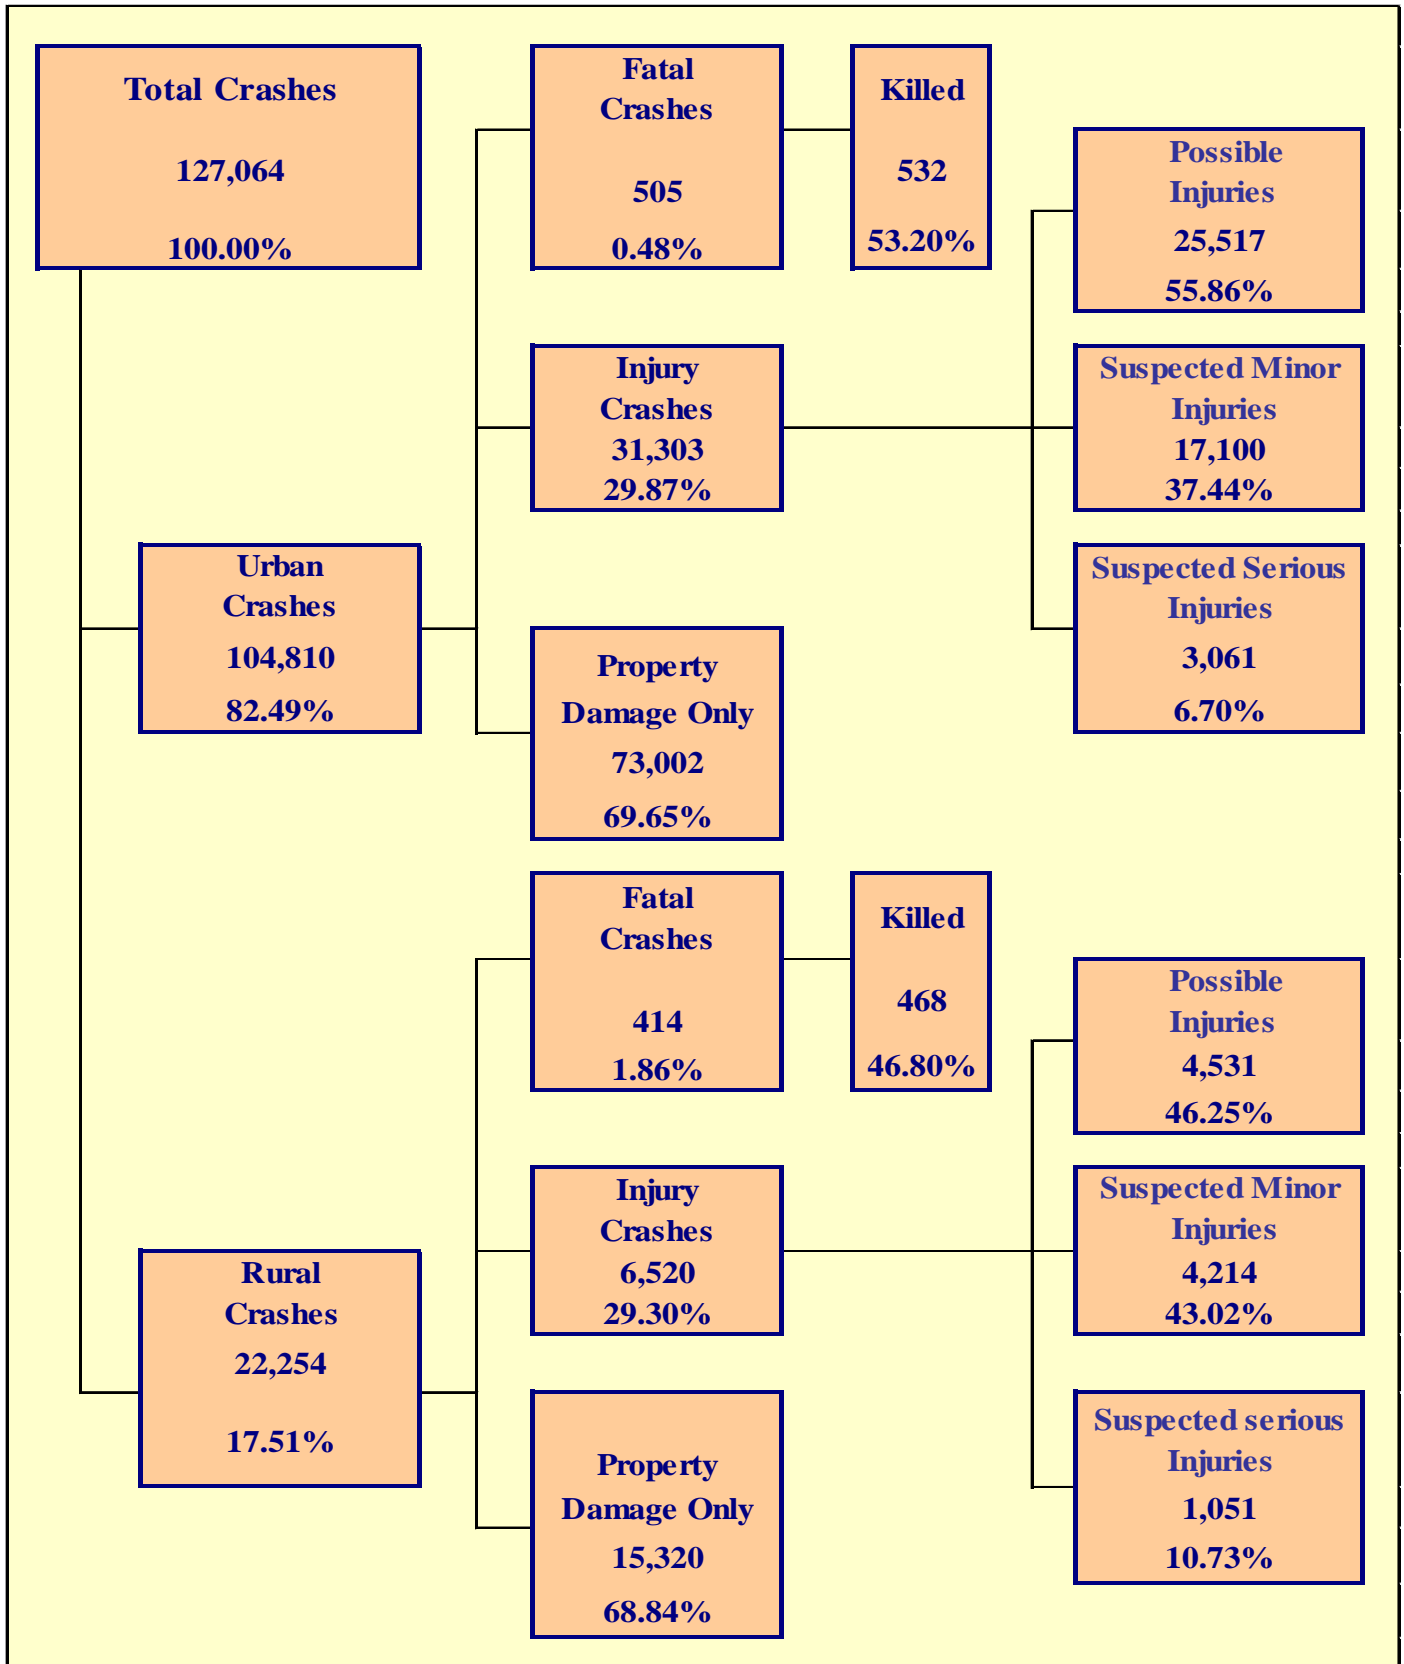 Total Crashes
127,064
100.00%
Fatal
Crashes
505
0.48%
Killed
532
53.20%
Possible
Injuries
25,517
55.86%
Injury
Crashes
31,303
29.87%
Suspected Minor
Injuries
17,100
37.44%
Urban
Crashes
104,810
82.49%
Suspected Serious
Injuries
3,061
6.70%
Property
Damage Only
73,002
69.65%
Fatal
Crashes
414
1.86%
Killed
468
46.80%
Possible
Injuries
4,531
46.25%
Injury
Crashes
6,520
29.30%
Suspected Minor
Injuries
4,214
43.02%
Rural
Crashes
22,254
17.51%
Suspected serious
Injuries
1,051
10.73%
Property
Damage Only
15,320
68.84%